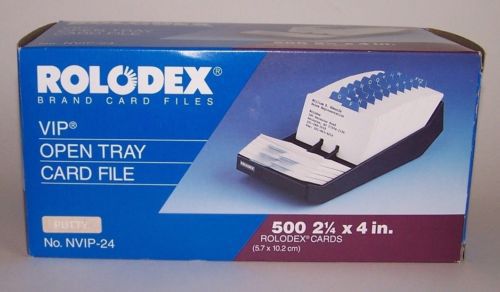 ROLODEX®
BRAND CARD FILES
VIP®
OPEN TRAY
CARD FILE
PUTTY
No. NVIP-24
500 2¼ x 4 in.
ROLODEX® CARDS
(5.7 x 10.2 cm)